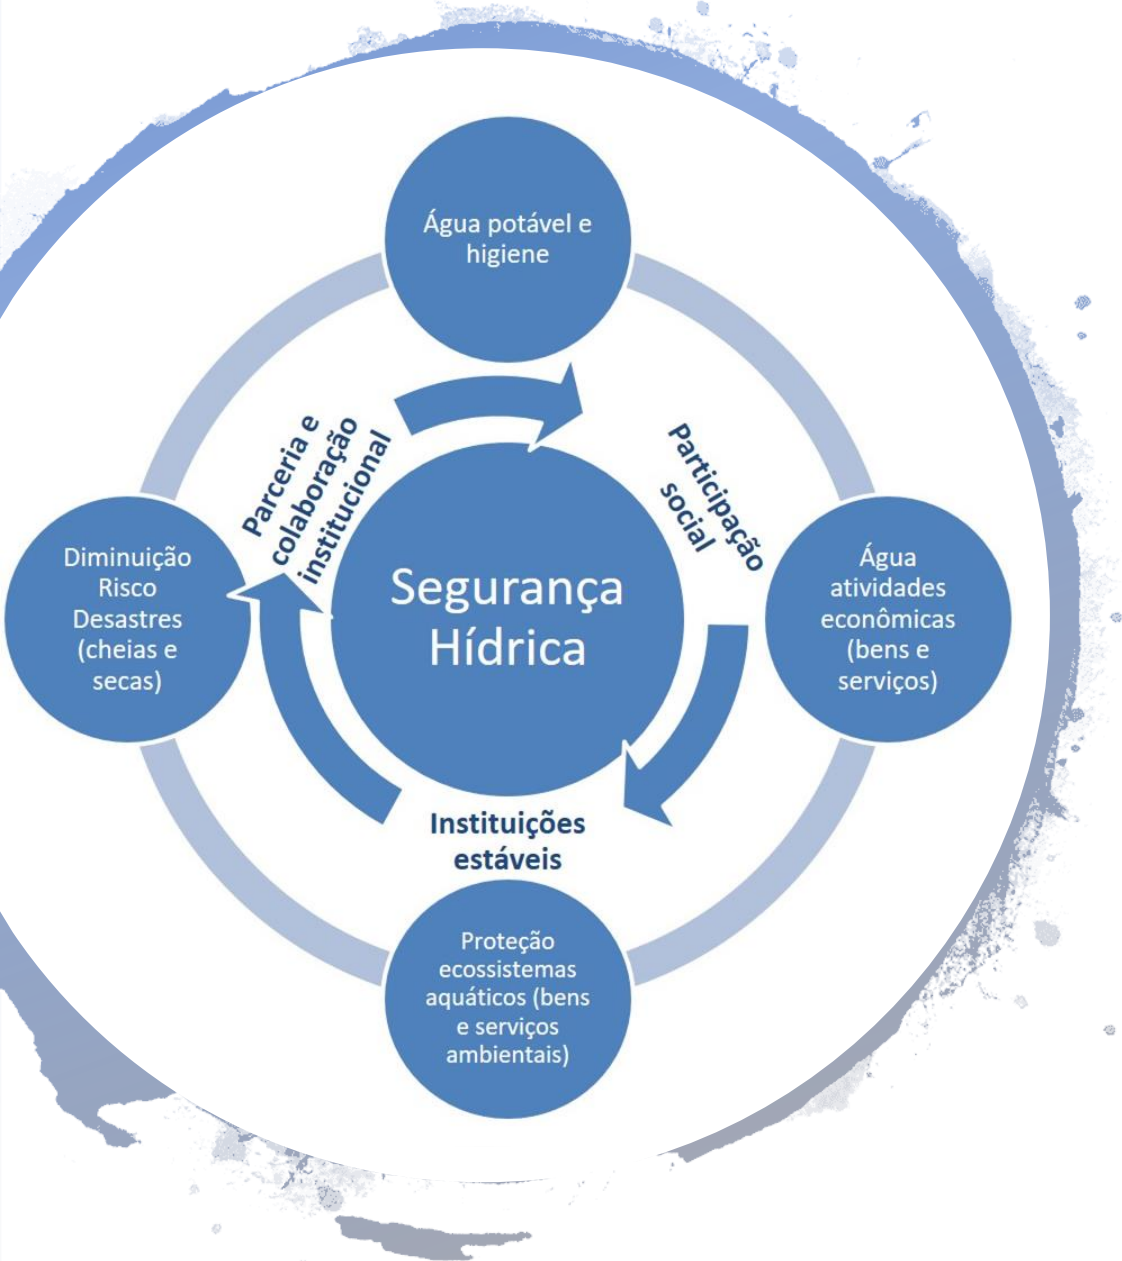 Água potável e
higiene
Parceria e
colaboração
institucional
Participação
social
Diminuição
Risco
Desastres
(cheias e
secas)
Segurança
Hídrica
Água
atividades
econômicas
(bens e
serviços)
Instituições
estáveis
Proteção
ecossistemas
aquáticos (bens
e serviços
ambientais)